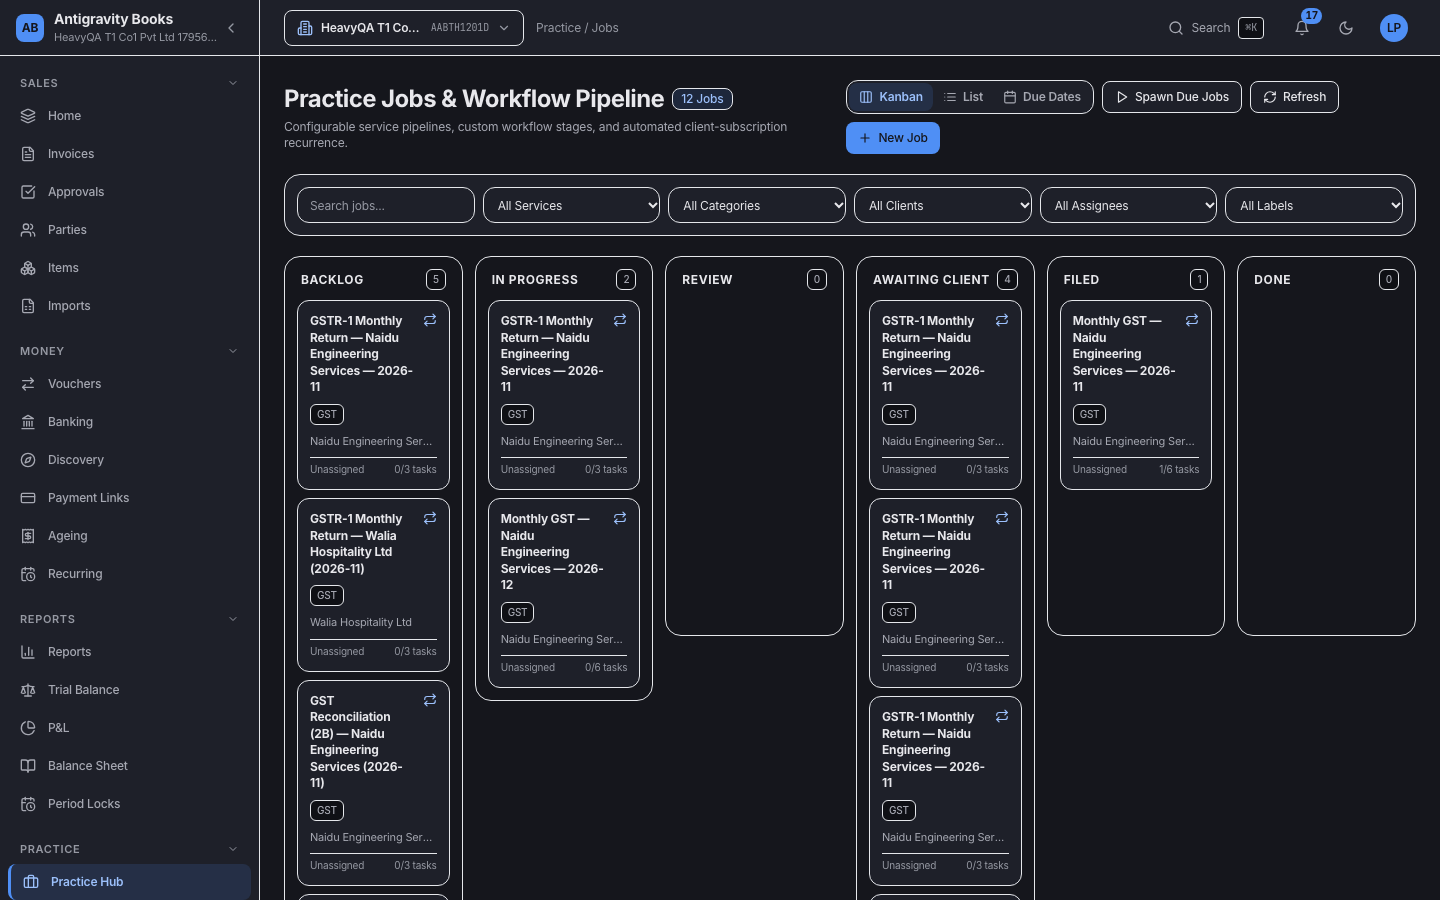 AB
Antigravity Books
HeavyQA T1 Co1 Pvt Ltd 17956...
SALES
Home
Invoices
Approvals
Parties
Items
Imports
MONEY
Vouchers
Banking
Discovery
Payment Links
Ageing
Recurring
REPORTS
Reports
Trial Balance
P&L
Balance Sheet
Period Locks
PRACTICE
Practice Hub
HeavyQA T1 Co... AABTH1201D
Practice / Jobs
Search ⌘K
17
LP
Practice Jobs & Workflow Pipeline 12 Jobs
Configurable service pipelines, custom workflow stages, and automated client-subscription
recurrence.
Kanban List Due Dates Spawn Due Jobs Refresh
New Job
Search jobs... All Services All Categories All Clients All Assignees All Labels
BACKLOG 5
GSTR-1 Monthly
Return — Naidu
Engineering
Services — 2026-
11
GST
Naidu Engineering Ser...
Unassigned 0/3 tasks
GSTR-1 Monthly
Return — Walia
Hospitality Ltd
(2026-11)
GST
Walia Hospitality Ltd
Unassigned 0/3 tasks
GST
Reconciliation
(2B) — Naidu
Engineering
Services (2026-
11)
GST
Naidu Engineering Ser...
Unassigned 0/3 tasks
IN PROGRESS 2
GSTR-1 Monthly
Return — Naidu
Engineering
Services — 2026-
11
GST
Naidu Engineering Ser...
Unassigned 0/3 tasks
Monthly GST —
Naidu
Engineering
Services — 2026-
12
GST
Naidu Engineering Ser...
Unassigned 0/6 tasks
REVIEW 0
AWAITING CLIENT 4
GSTR-1 Monthly
Return — Naidu
Engineering
Services — 2026-
11
GST
Naidu Engineering Ser...
Unassigned 0/3 tasks
GSTR-1 Monthly
Return — Naidu
Engineering
Services — 2026-
11
GST
Naidu Engineering Ser...
Unassigned 0/3 tasks
GSTR-1 Monthly
Return — Naidu
Engineering
Services — 2026-
11
GST
Naidu Engineering Ser...
Unassigned 0/3 tasks
FILED 1
Monthly GST —
Naidu
Engineering
Services — 2026-
11
GST
Naidu Engineering Ser...
Unassigned 1/6 tasks
DONE 0